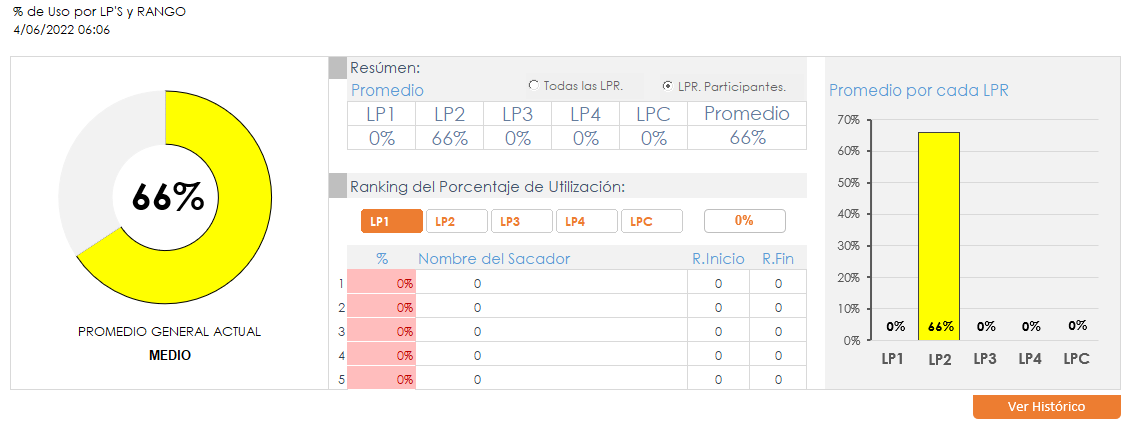 % de Uso por LP'S y RANGO
4/06/2022 06:06
66%
PROMEDIO GENERAL ACTUAL
MEDIO
Resúmen:
Promedio
Todas las LPR.
LPR. Participantes.
LP1 LP2 LP3 LP4 LPC Promedio
0% 66% 0% 0% 0% 66%
Ranking del Porcentaje de Utilización:
LP1 LP2 LP3 LP4 LPC 0%
% Nombre del Sacador R.Inicio R.Fin
1 0% 0 0 0
2 0% 0 0 0
3 0% 0 0 0
4 0% 0 0 0
5 0% 0 0 0
Promedio por cada LPR
70%
60%
50%
40%
30%
20%
10%
0%
0% 66% 0% 0% 0%
LP1 LP2 LP3 LP4 LPC
Ver Histórico